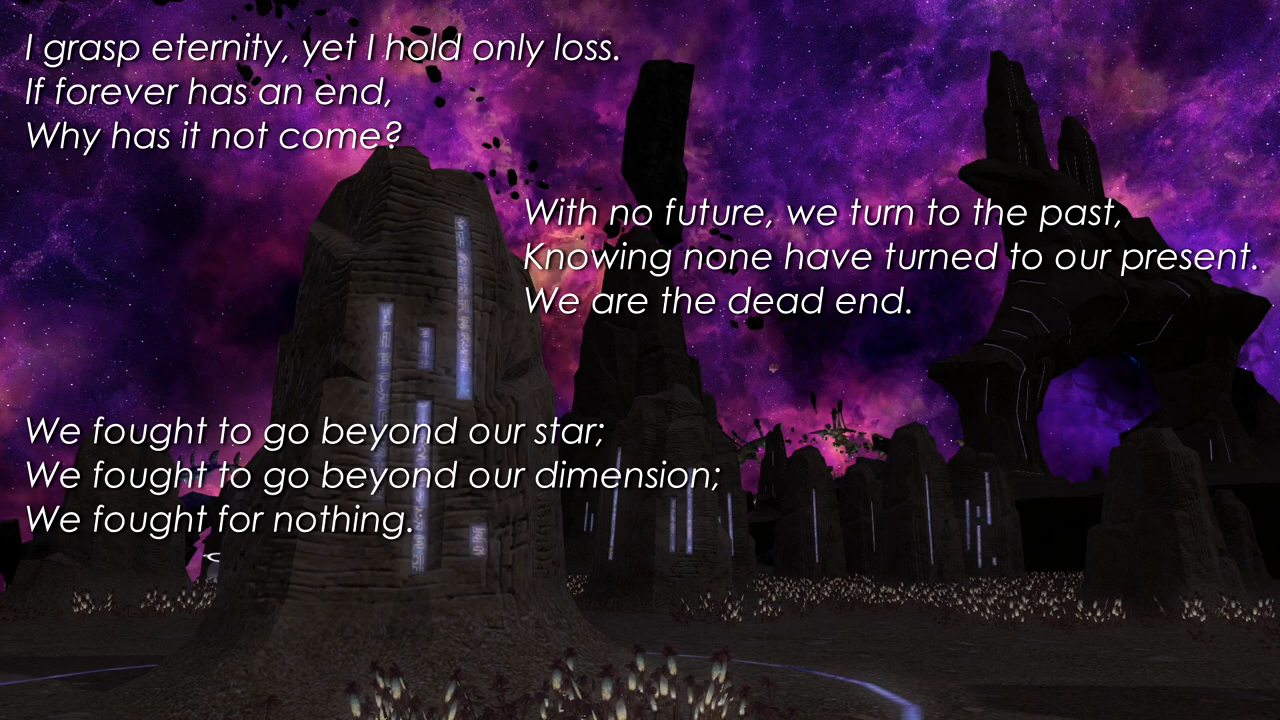 I grasp eternity, yet I hold only loss.
If forever has an end,
Why has it not come?
With no future, we turn to the past,
Knowing none have turned to our present.
We are the dead end.
We fought to go beyond our star;
We fought to go beyond our dimension;
We fought for nothing.